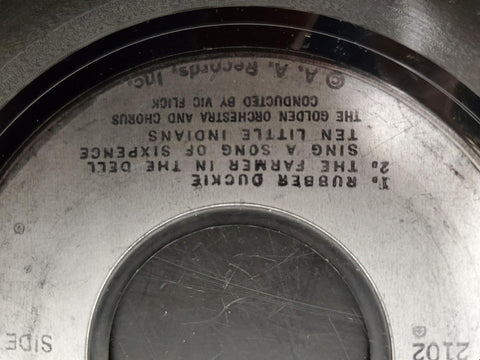 2102
SIDE
1. RUBBER DUCKIE
2. THE FARMER IN THE DELL
SING A SONG OF SIXPENCE
TEN LITTLE INDIANS
THE GOLDEN ORCHESTRA AND CHORUS
CONDUCTED BY VIC FLICK
© A. A. Records, Inc.